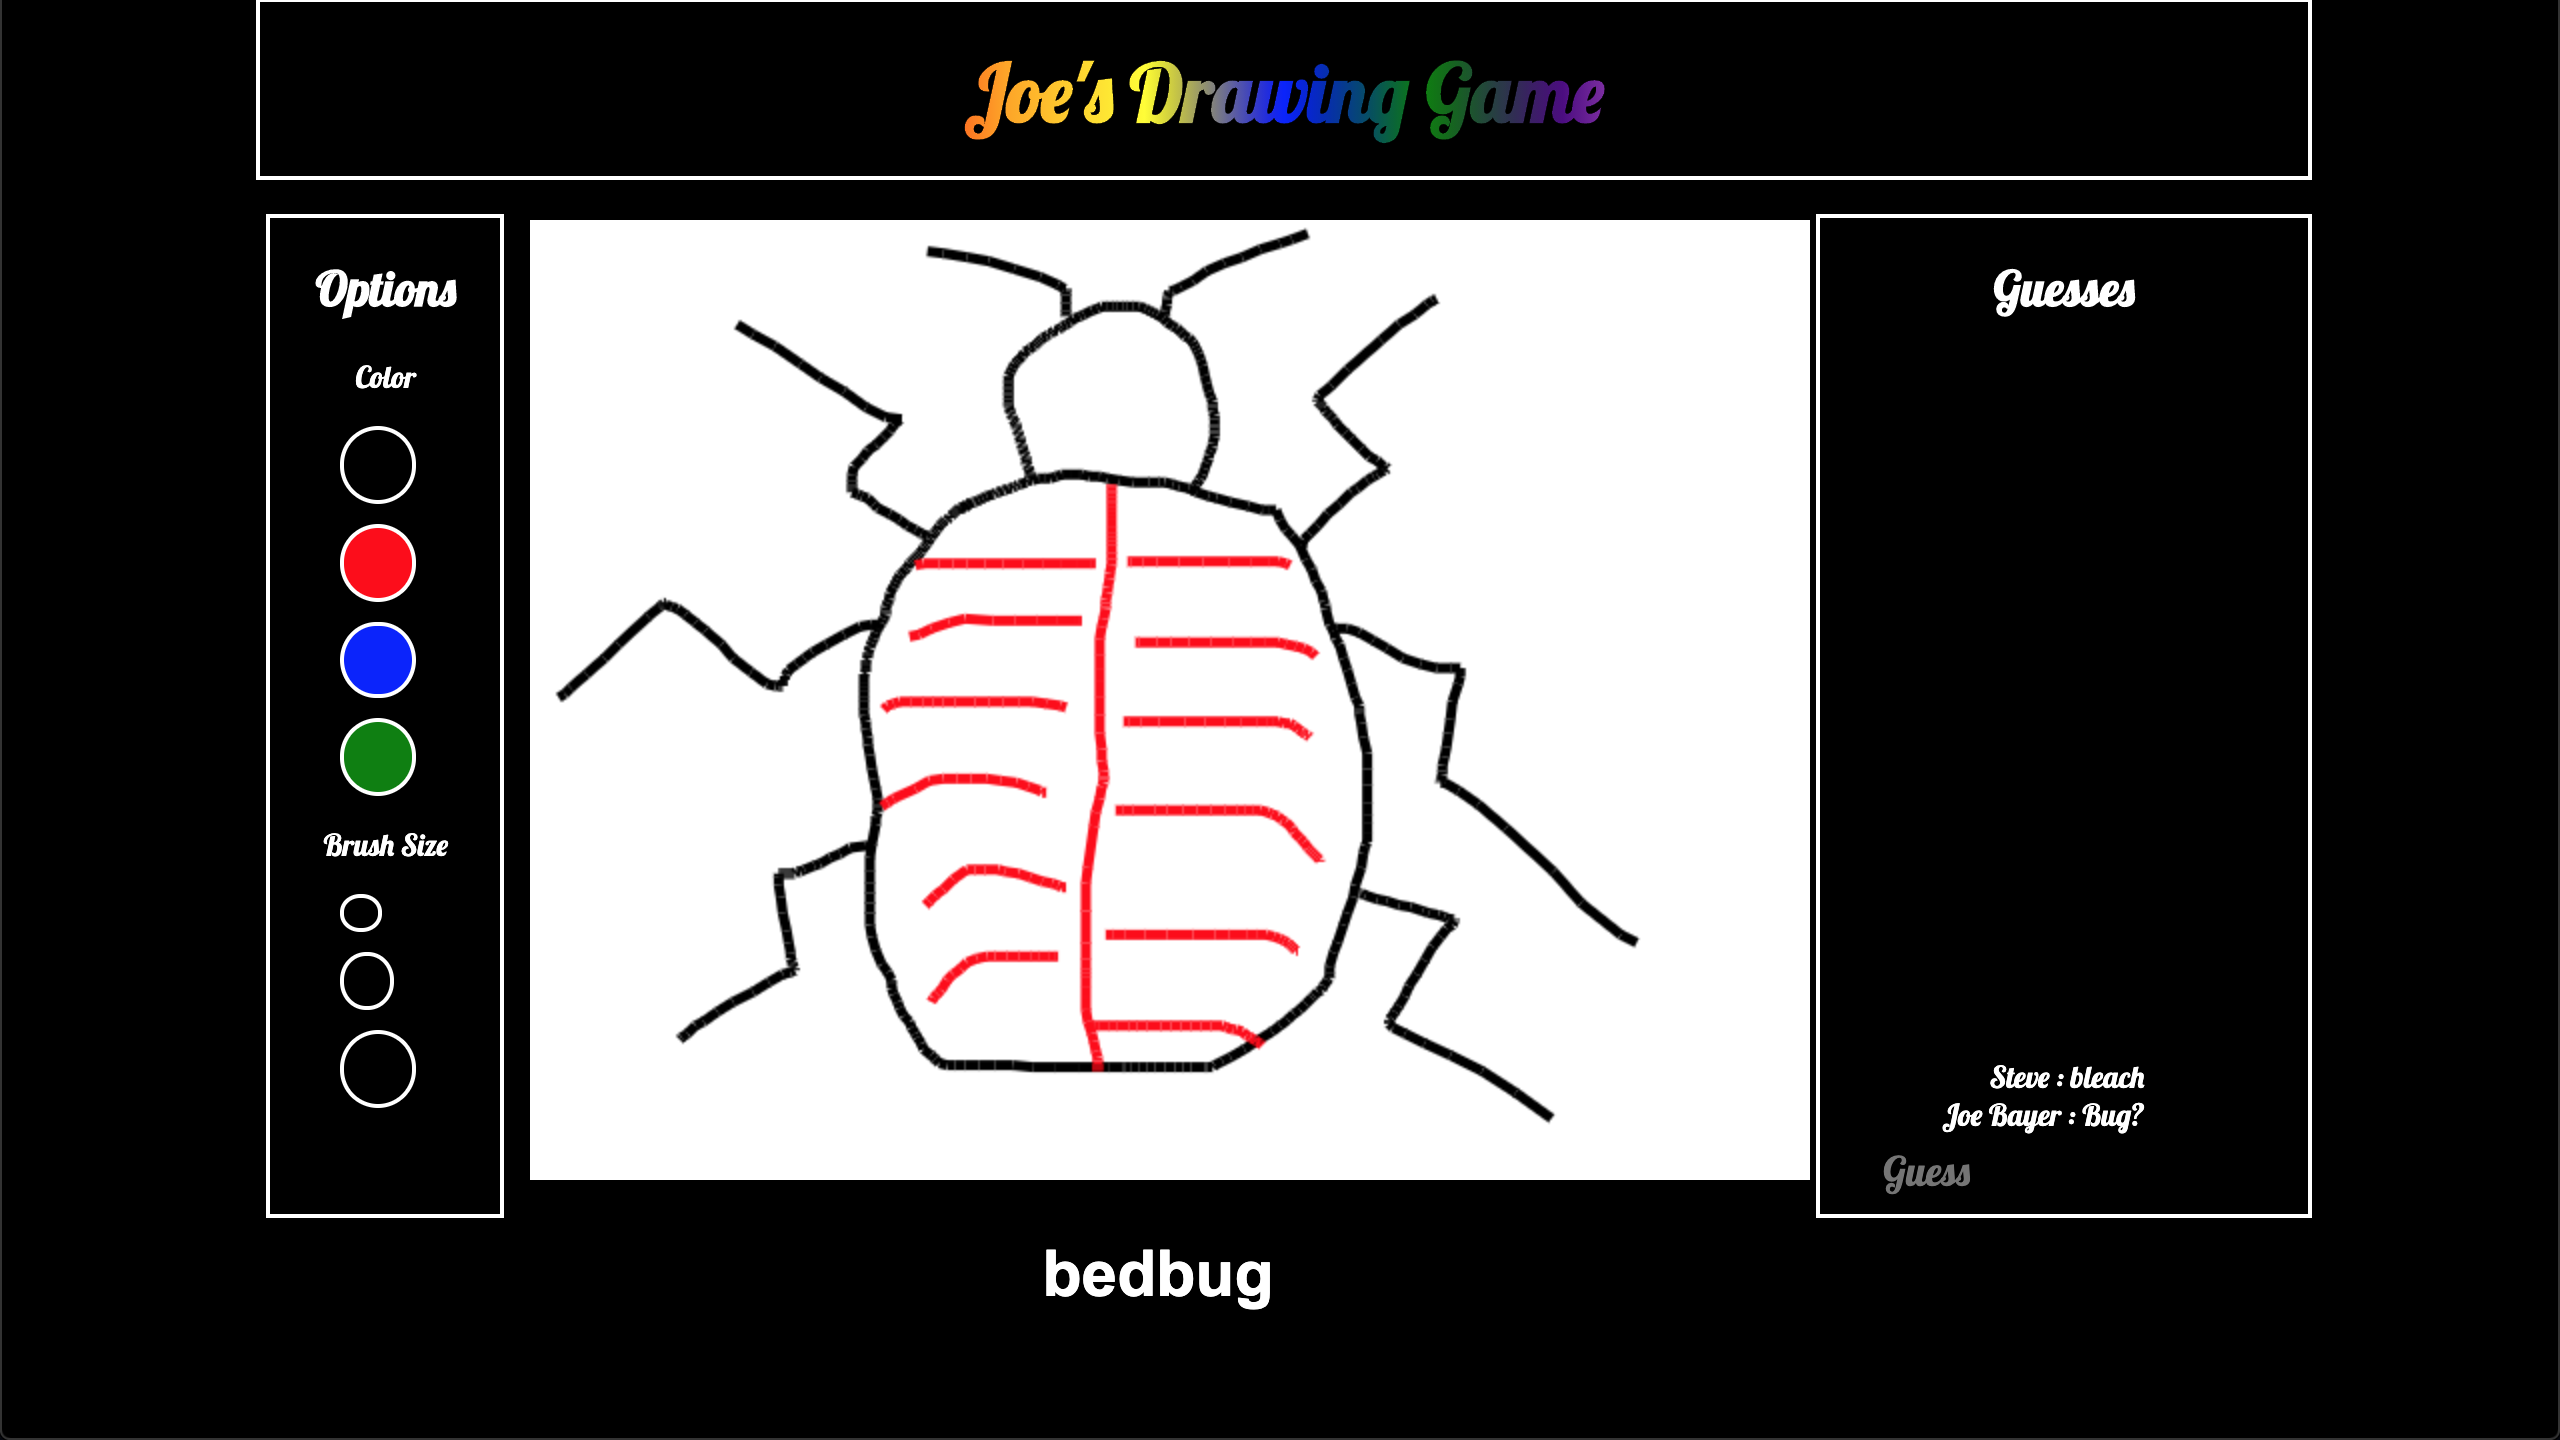 Joe's Drawing Game
Options
Color
Brush Size
Guesses
Steve : bleach
Joe Bayer : Bug?
Guess
bedbug